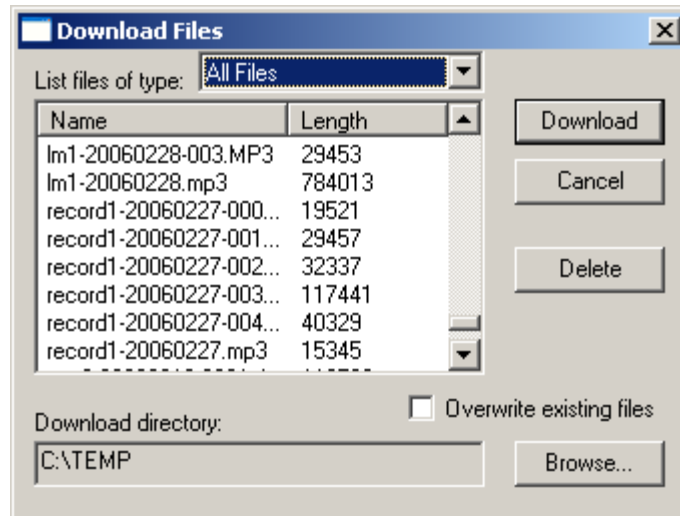 Download Files
List files of type: All Files
Name Length
lm1-20060228-003.MP3 29453
lm1-20060228.mp3 784013
record1-20060227-000... 19521
record1-20060227-001... 29457
record1-20060227-002... 32337
record1-20060227-003... 117441
record1-20060227-004... 40329
record1-20060227.mp3 15345
Download
Cancel
Delete
Overwrite existing files
Download directory:
C:\TEMP
Browse...